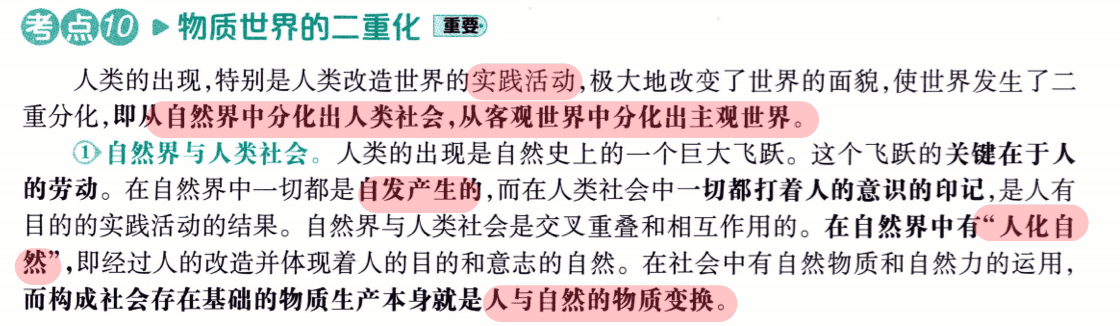 考点10 ▶ 物质世界的二重化 重要
人类的出现,特别是人类改造世界的实践活动,极大地改变了世界的面貌,使世界发生了二
重分化,即从自然界中分化出人类社会,从客观世界中分化出主观世界。
①自然界与人类社会。人类的出现是自然史上的一个巨大飞跃。这个飞跃的关键在于人
的劳动。在自然界中一切都是自发产生的,而在人类社会中一切都打着人的意识的印记,是人有
目的的实践活动的结果。自然界与人类社会是交叉重叠和相互作用的。在自然界中有“人化自
然”,即经过人的改造并体现着人的目的和意志的自然。在社会中有自然物质和自然力的运用,
而构成社会存在基础的物质生产本身就是人与自然的物质变换。